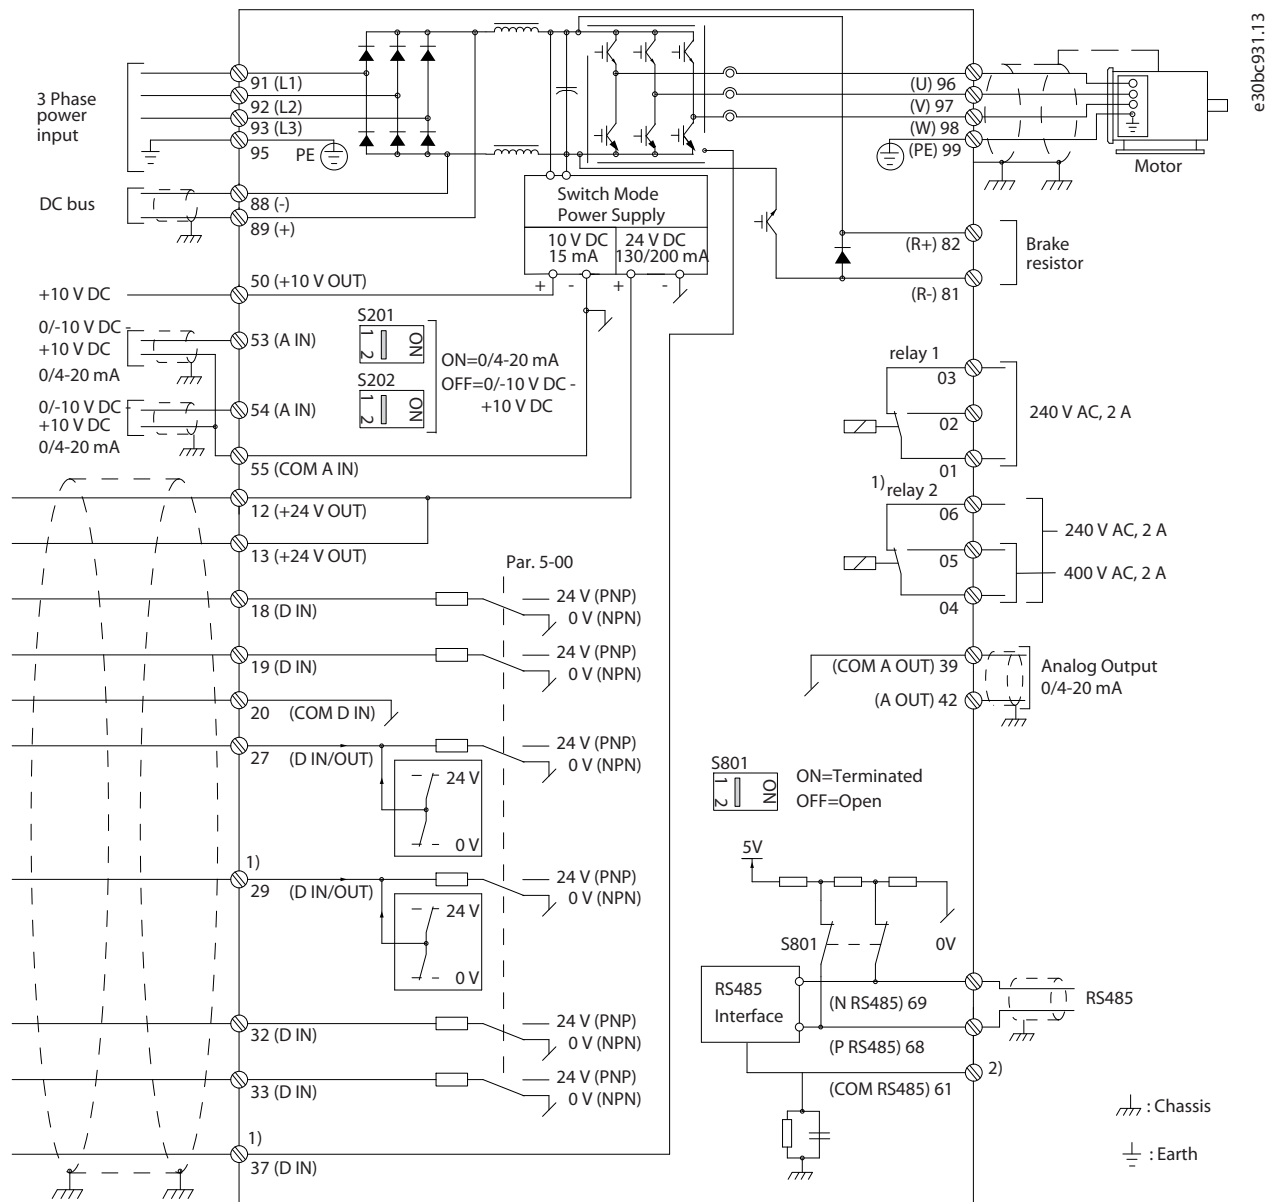 e30bc931.13
3 Phase
power
input
91 (L1)
92 (L2)
93 (L3)
95
PE
DC bus
88 (-)
89 (+)
Switch Mode
Power Supply
10 V DC
15 mA
24 V DC
130/200 mA
+
-
+
-
(U) 96
(V) 97
(W) 98
(PE) 99
Motor
(R+) 82
(R-) 81
Brake
resistor
+10 V DC
50 (+10 V OUT)
0/-10 V DC -
+10 V DC
0/4-20 mA
53 (A IN)
0/-10 V DC -
+10 V DC
0/4-20 mA
54 (A IN)
S201
1
2
ON
S202
1
2
ON
ON=0/4-20 mA
OFF=0/-10 V DC -
+10 V DC
55 (COM A IN)
12 (+24 V OUT)
13 (+24 V OUT)
relay 1
03
02
01
240 V AC, 2 A
1) relay 2
06
05
04
240 V AC, 2 A
400 V AC, 2 A
Par. 5-00
18 (D IN)
24 V (PNP)
0 V (NPN)
19 (D IN)
24 V (PNP)
0 V (NPN)
20 (COM D IN)
27 (D IN/OUT)
24 V (PNP)
0 V (NPN)
24 V
0 V
1)
29 (D IN/OUT)
24 V (PNP)
0 V (NPN)
24 V
0 V
32 (D IN)
24 V (PNP)
0 V (NPN)
33 (D IN)
24 V (PNP)
0 V (NPN)
1)
37 (D IN)
(COM A OUT) 39
(A OUT) 42
Analog Output
0/4-20 mA
S801
1
2
ON
ON=Terminated
OFF=Open
5V
S801
0V
RS485
Interface
(N RS485) 69
(P RS485) 68
(COM RS485) 61
RS485
2)
: Chassis
: Earth